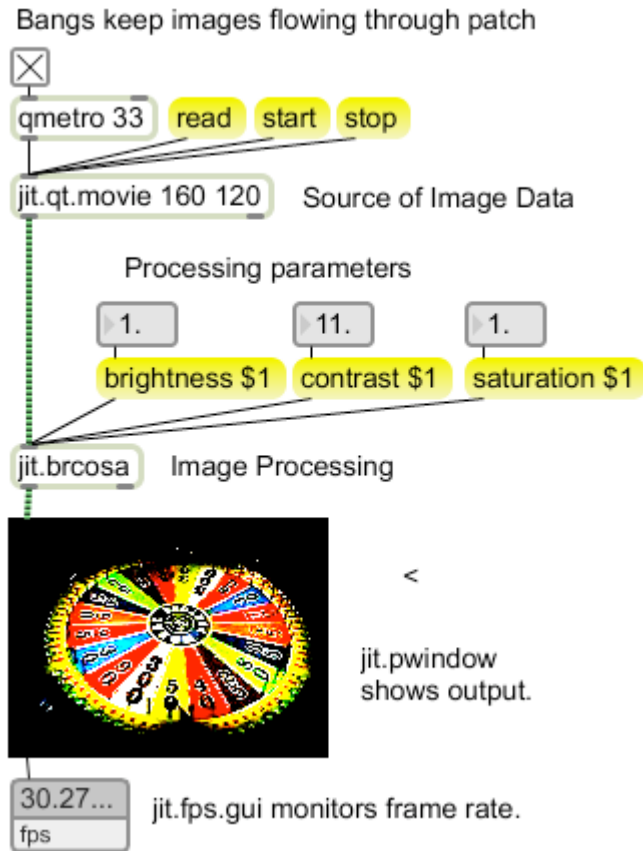 Bangs keep images flowing through patch
qmetro 33 read start stop
jit.qt.movie 160 120 Source of Image Data
Processing parameters
1. 11. 1.
brightness $1 contrast $1 saturation $1
jit.brcosa Image Processing
<
jit.pwindow
shows output.
30.27... jit.fps.gui monitors frame rate.
fps